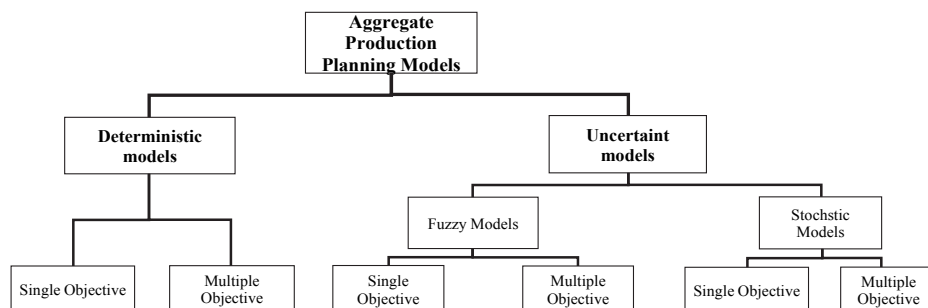 Aggregate
Production
Planning Models
Deterministic
models
Uncertaint
models
Fuzzy Models
Stochstic
Models
Single Objective
Multiple
Objective
Single
Objective
Multiple
Objective
Single Objective
Multiple
Objective